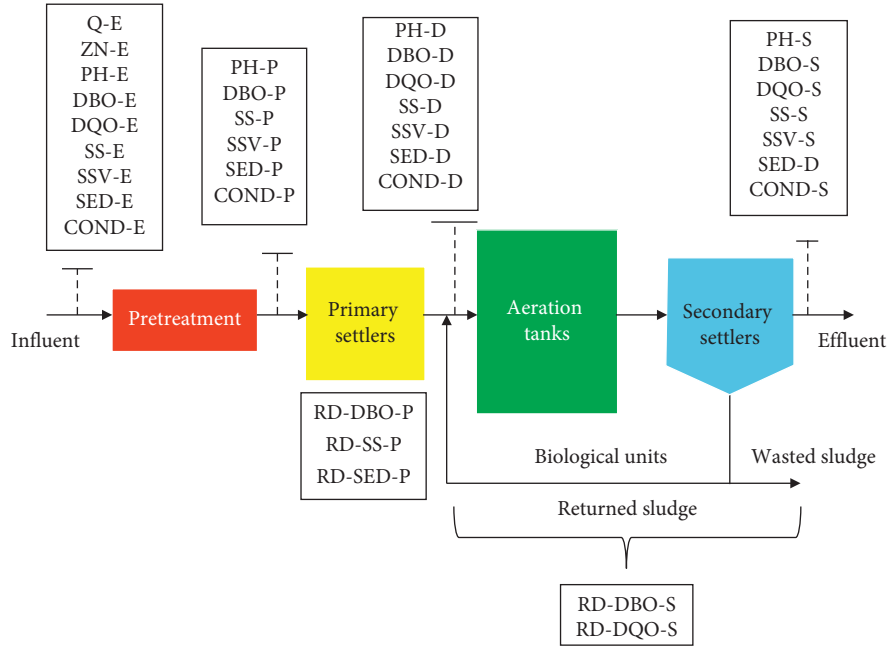 Q-E
ZN-E
PH-E
DBO-E
DQO-E
SS-E
SSV-E
SED-E
COND-E
PH-P
DBO-P
SS-P
SSV-P
SED-P
COND-P
PH-D
DBO-D
DQO-D
SS-D
SSV-D
SED-D
COND-D
PH-S
DBO-S
DQO-S
SS-S
SSV-S
SED-D
COND-S
Influent
Pretreatment
Primary
settlers
Aeration
tanks
Secondary
settlers
Effluent
RD-DBO-P
RD-SS-P
RD-SED-P
Biological units
Wasted sludge
Returned sludge
RD-DBO-S
RD-DQO-S